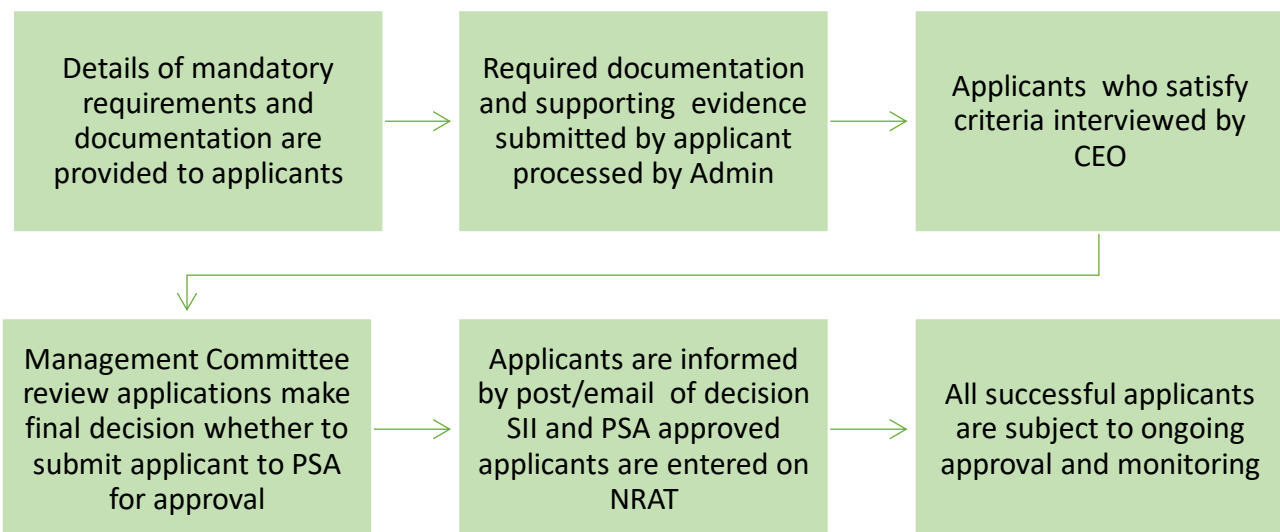 Details of mandatory
requirements and
documentation are
provided to applicants
Required documentation
and supporting evidence
submitted by applicant
processed by Admin
Applicants who satisfy
criteria interviewed by
CEO
Management Committee
review applications make
final decision whether to
submit applicant to PSA
for approval
Applicants are informed
by post/email of decision
SII and PSA approved
applicants are entered on
NRAT
All successful applicants
are subject to ongoing
approval and monitoring